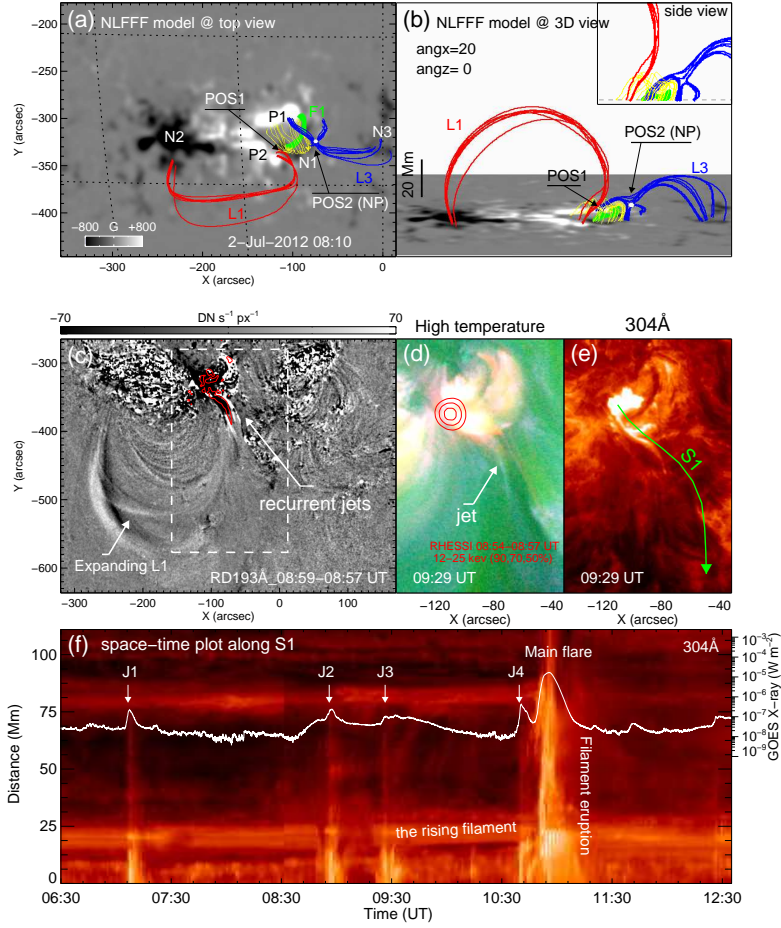 (a) NLFFF model @ top view
POS1
P1
F1
N2
N3
P2
N1
L3
POS2 (NP)
L1
−800 G +800
2−Jul−2012 08:10
−200
−250
−300
−350
−400
Y (arcsec)
−300
−200
−100
0
X (arcsec)
(b) NLFFF model @ 3D view
side view
angx=20
angz= 0
L1
POS2 (NP)
POS1
L3
20 Mm
−70
DN s⁻¹ px⁻¹
70
(c)
recurrent jets
Expanding L1
RD193Å_08:59−08:57 UT
−300
−400
−500
−600
Y (arcsec)
−300
−200
−100
0
100
X (arcsec)
High temperature
(d)
jet
RHESSI 08:54−08:57 UT
12−25 kev (90,70,50%)
09:29 UT
−120
−80
−40
X (arcsec)
304Å
(e)
S1
09:29 UT
−120
−80
−40
X (arcsec)
(f) space−time plot along S1
Main flare
304Å
J1
J2
J3
J4
the rising filament
Filament eruption
100
75
50
25
0
Distance (Mm)
10⁻³
10⁻⁴
10⁻⁵
10⁻⁶
10⁻⁷
10⁻⁸
10⁻⁹
GOES X−ray (W m⁻²)
06:30
07:30
08:30
09:30
10:30
11:30
12:30
Time (UT)